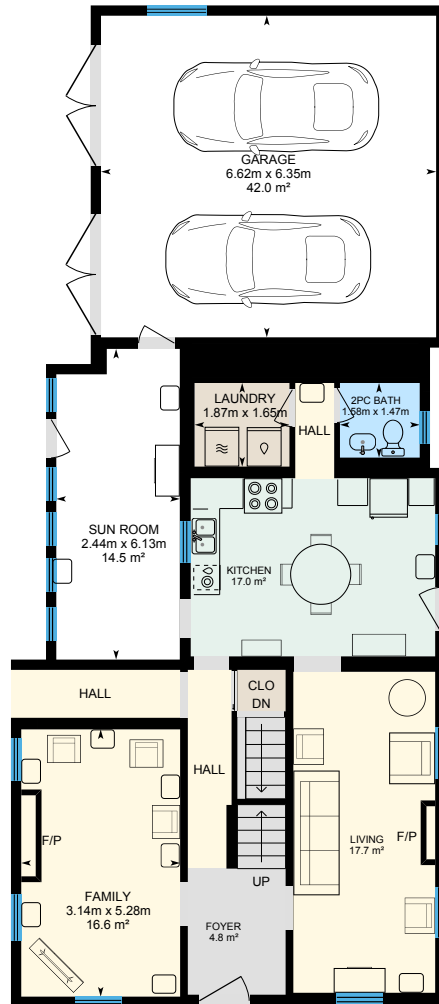 GARAGE
6.62m x 6.35m
42.0 m²
LAUNDRY
1.87m x 1.65m
2PC BATH
1.58m x 1.47m
HALL
SUN ROOM
2.44m x 6.13m
14.5 m²
KITCHEN
17.0 m²
HALL
CLO
DN
HALL
F/P
LIVING
17.7 m²
F/P
UP
FAMILY
3.14m x 5.28m
16.6 m²
FOYER
4.8 m²